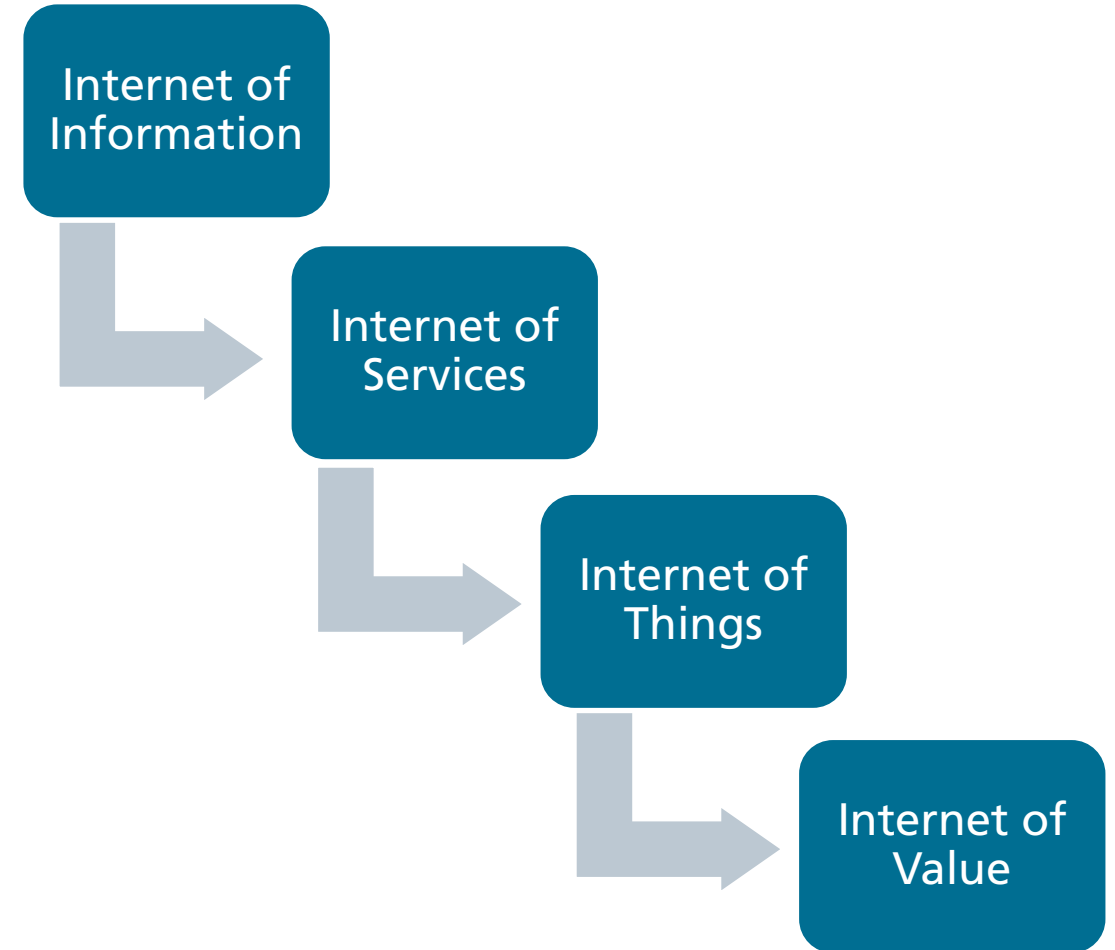 Internet of
Information
Internet of
Services
Internet of
Things
Internet of
Value